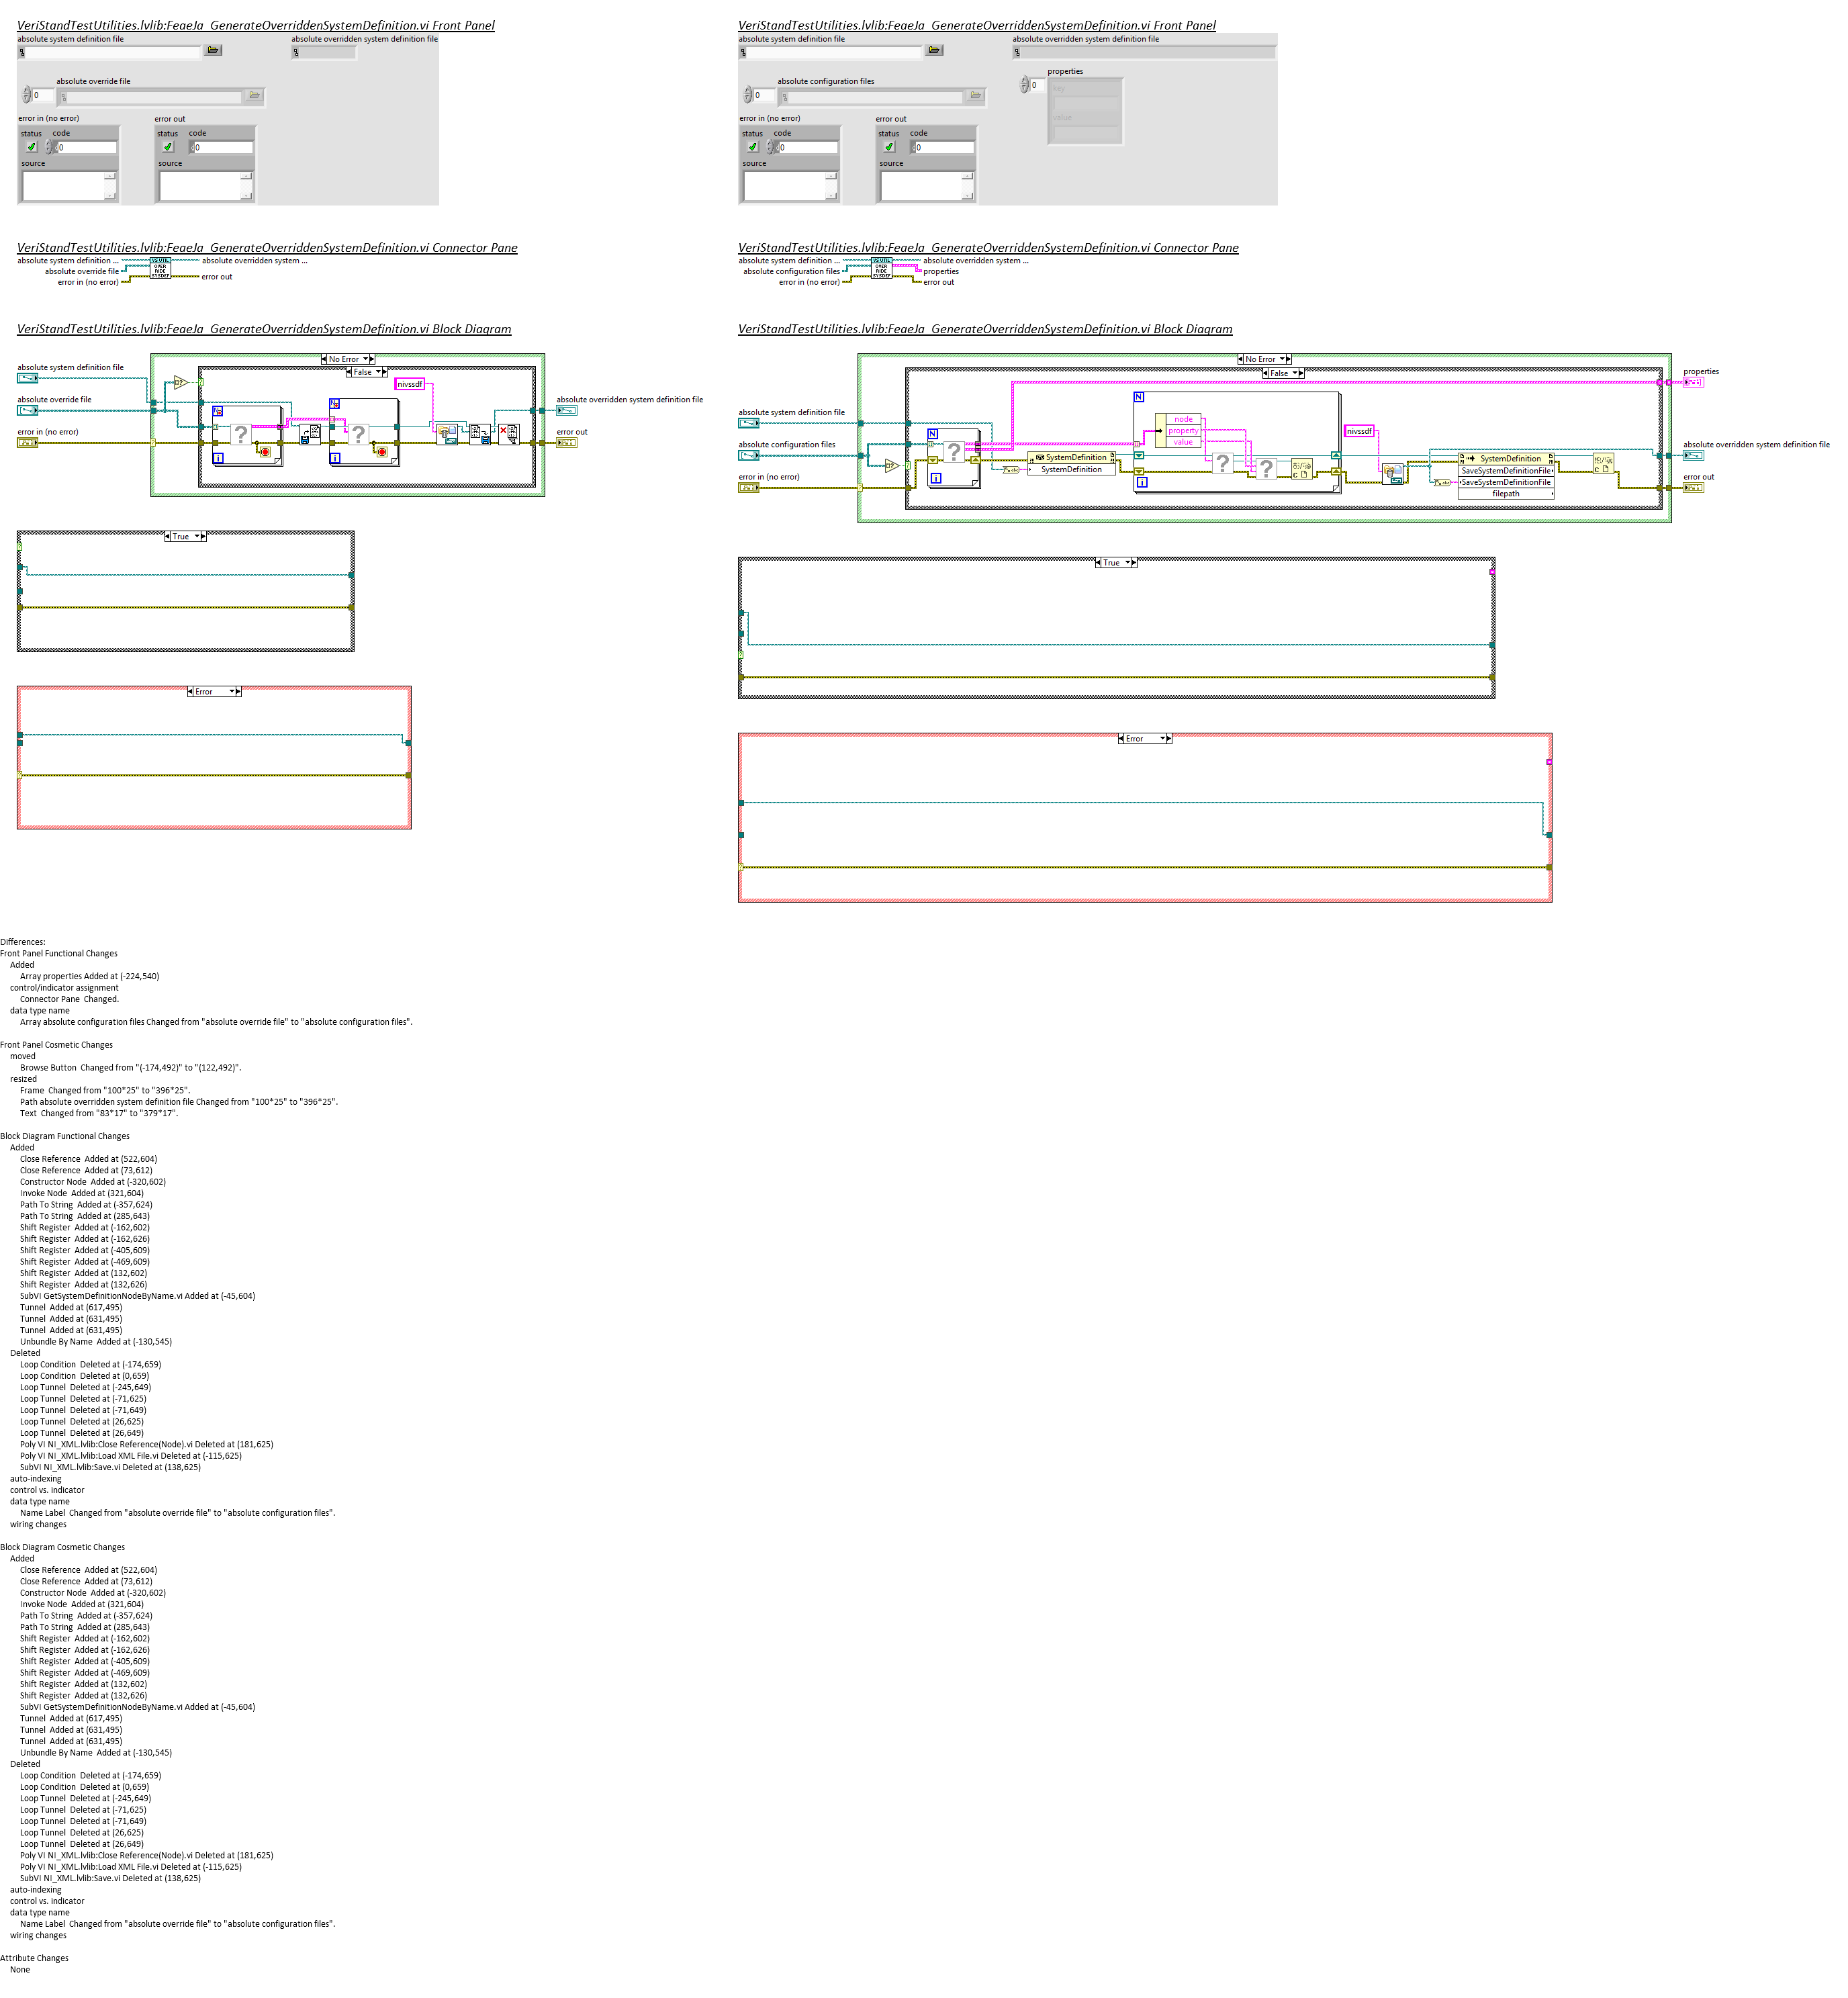 VeriStandTestUtilities.lvlib:FeaeJa_GenerateOverriddenSystemDefinition.vi Front Panel
absolute system definition file
absolute overridden system definition file
absolute override file
0
error in (no error)
error out
status code
0
source
status code
0
source
VeriStandTestUtilities.lvlib:FeaeJa_GenerateOverriddenSystemDefinition.vi Connector Pane
absolute system definition ...
absolute overridden system ...
absolute override file
error in (no error)
error out
VS UTIL
OVER
RIDE
SYSDEF
VeriStandTestUtilities.lvlib:FeaeJa_GenerateOverriddenSystemDefinition.vi Block Diagram
No Error
False
absolute system definition file
absolute override file
error in (no error)
nivssdf
absolute overridden system definition file
error out
True
Error
VeriStandTestUtilities.lvlib:FeaeJa_GenerateOverriddenSystemDefinition.vi Front Panel
absolute system definition file
absolute overridden system definition file
absolute configuration files
0
properties
0
key
value
error in (no error)
error out
status code
0
source
status code
0
source
VeriStandTestUtilities.lvlib:FeaeJa_GenerateOverriddenSystemDefinition.vi Connector Pane
absolute system definition ...
absolute overridden system ...
absolute configuration files
properties
error in (no error)
error out
VS UTIL
OVER
RIDE
SYSDEF
VeriStandTestUtilities.lvlib:FeaeJa_GenerateOverriddenSystemDefinition.vi Block Diagram
No Error
False
properties
absolute system definition file
absolute configuration files
error in (no error)
N
i
SystemDefinition
SystemDefinition
N
node
property
value
i
nivssdf
SystemDefinition
SaveSystemDefinitionFile
SaveSystemDefinitionFile
filepath
absolute overridden system definition file
error out
True
Error
Differences:
Front Panel Functional Changes
Added
Array properties Added at (-224,540)
control/indicator assignment
Connector Pane  Changed.
data type name
Array absolute configuration files Changed from "absolute override file" to "absolute configuration files".
Front Panel Cosmetic Changes
moved
Browse Button  Changed from "(-174,492)" to "(122,492)".
resized
Frame  Changed from "100*25" to "396*25".
Path absolute overridden system definition file Changed from "100*25" to "396*25".
Text  Changed from "83*17" to "379*17".
Block Diagram Functional Changes
Added
Close Reference  Added at (522,604)
Close Reference  Added at (73,612)
Constructor Node  Added at (-320,602)
Invoke Node  Added at (321,604)
Path To String  Added at (-357,624)
Path To String  Added at (285,643)
Shift Register  Added at (-162,602)
Shift Register  Added at (-162,626)
Shift Register  Added at (-405,609)
Shift Register  Added at (-469,609)
Shift Register  Added at (132,602)
Shift Register  Added at (132,626)
SubVI GetSystemDefinitionNodeByName.vi Added at (-45,604)
Tunnel  Added at (617,495)
Tunnel  Added at (631,495)
Tunnel  Added at (631,495)
Unbundle By Name  Added at (-130,545)
Deleted
Loop Condition  Deleted at (-174,659)
Loop Condition  Deleted at (0,659)
Loop Tunnel  Deleted at (-245,649)
Loop Tunnel  Deleted at (-71,625)
Loop Tunnel  Deleted at (-71,649)
Loop Tunnel  Deleted at (26,625)
Loop Tunnel  Deleted at (26,649)
Poly VI NI_XML.lvlib:Close Reference(Node).vi Deleted at (181,625)
Poly VI NI_XML.lvlib:Load XML File.vi Deleted at (-115,625)
SubVI NI_XML.lvlib:Save.vi Deleted at (138,625)
auto-indexing
control vs. indicator
data type name
Name Label  Changed from "absolute override file" to "absolute configuration files".
wiring changes
Block Diagram Cosmetic Changes
Added
Close Reference  Added at (522,604)
Close Reference  Added at (73,612)
Constructor Node  Added at (-320,602)
Invoke Node  Added at (321,604)
Path To String  Added at (-357,624)
Path To String  Added at (285,643)
Shift Register  Added at (-162,602)
Shift Register  Added at (-162,626)
Shift Register  Added at (-405,609)
Shift Register  Added at (-469,609)
Shift Register  Added at (132,602)
Shift Register  Added at (132,626)
SubVI GetSystemDefinitionNodeByName.vi Added at (-45,604)
Tunnel  Added at (617,495)
Tunnel  Added at (631,495)
Tunnel  Added at (631,495)
Unbundle By Name  Added at (-130,545)
Deleted
Loop Condition  Deleted at (-174,659)
Loop Condition  Deleted at (0,659)
Loop Tunnel  Deleted at (-245,649)
Loop Tunnel  Deleted at (-71,625)
Loop Tunnel  Deleted at (-71,649)
Loop Tunnel  Deleted at (26,625)
Loop Tunnel  Deleted at (26,649)
Poly VI NI_XML.lvlib:Close Reference(Node).vi Deleted at (181,625)
Poly VI NI_XML.lvlib:Load XML File.vi Deleted at (-115,625)
SubVI NI_XML.lvlib:Save.vi Deleted at (138,625)
auto-indexing
control vs. indicator
data type name
Name Label  Changed from "absolute override file" to "absolute configuration files".
wiring changes
Attribute Changes
None